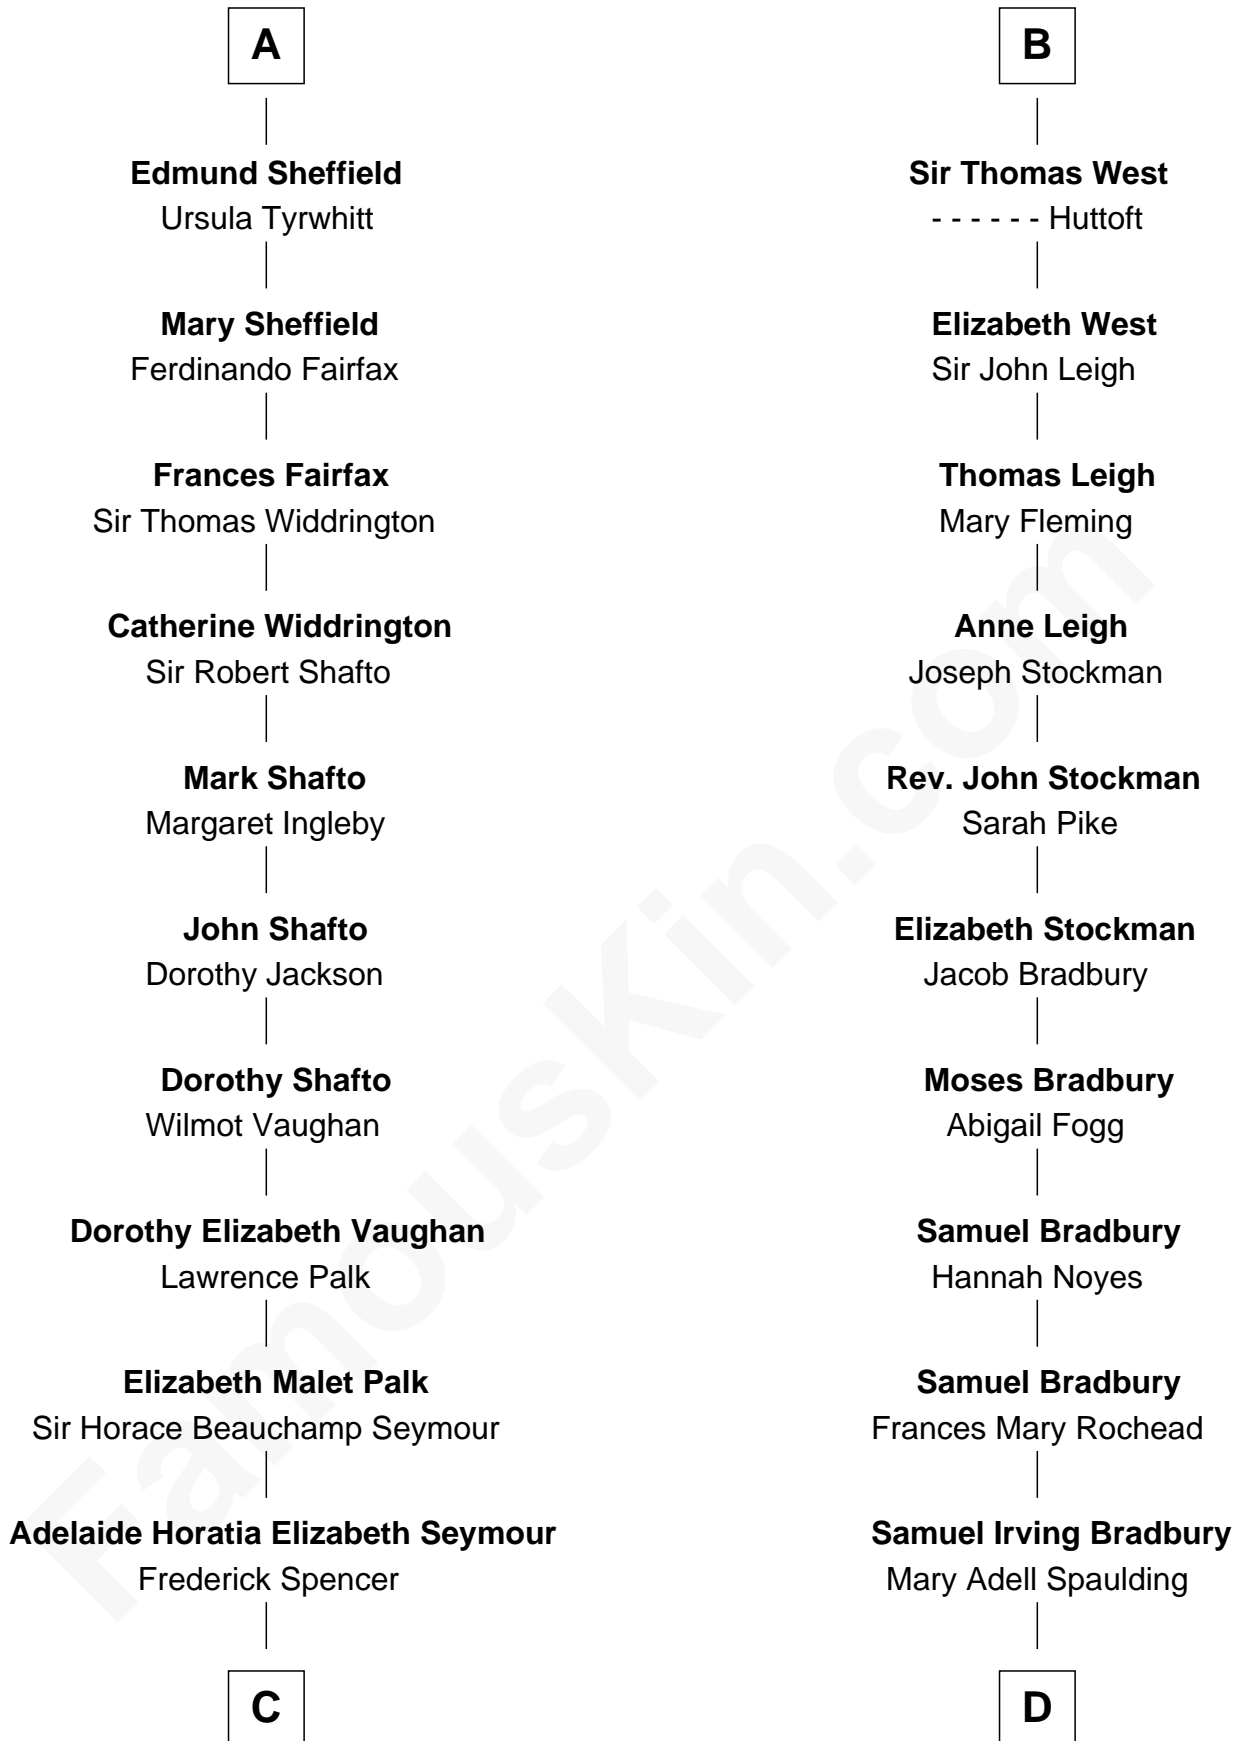 A
Edmund Sheffield
Ursula Tyrwhitt
Mary Sheffield
Ferdinando Fairfax
Frances Fairfax
Sir Thomas Widdrington
Catherine Widdrington
Sir Robert Shafto
Mark Shafto
Margaret Ingleby
John Shafto
Dorothy Jackson
Dorothy Shafto
Wilmot Vaughan
Dorothy Elizabeth Vaughan
Lawrence Palk
Elizabeth Malet Palk
Sir Horace Beauchamp Seymour
Adelaide Horatia Elizabeth Seymour
Frederick Spencer
C
B
Sir Thomas West
- - - - - - Huttoft
Elizabeth West
Sir John Leigh
Thomas Leigh
Mary Fleming
Anne Leigh
Joseph Stockman
Rev. John Stockman
Sarah Pike
Elizabeth Stockman
Jacob Bradbury
Moses Bradbury
Abigail Fogg
Samuel Bradbury
Hannah Noyes
Samuel Bradbury
Frances Mary Rochead
Samuel Irving Bradbury
Mary Adell Spaulding
D
FamousKin.com